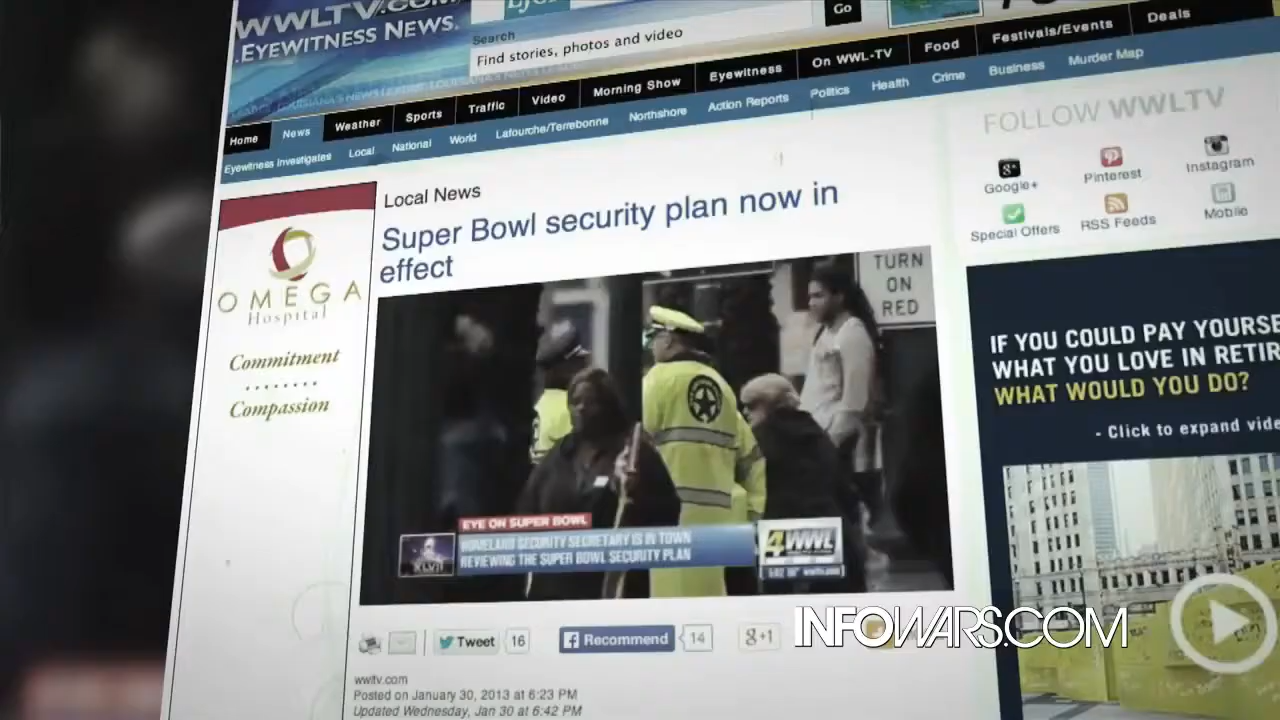 WWLTV.COM
EYEWITNESS NEWS.
Search
Find stories, photos and video
Go
Home
News
Weather
Sports
Traffic
Video
Morning Show
Eyewitness
On WWL-TV
Food
Festivals/Events
Deals
Eyewitness Investigates
Local
National
World
Lafourche/Terrebonne
Northshore
Action Reports
Politics
Health
Crime
Business
Murder Map
OMEGA
Hospital
Commitment
Compassion
Local News
Super Bowl security plan now in
effect
TURN
ON
RED
EYE ON SUPER BOWL
HOMELAND SECURITY SECRETARY IS IN TOWN
REVIEWING THE SUPER BOWL SECURITY PLAN
XLVII
4WWL
Tweet
16
Recommend
14
g+1
wwltv.com
Posted on January 30, 2013 at 6:23 PM
Updated Wednesday, Jan 30 at 6:42 PM
FOLLOW WWLTV
Google+
Pinterest
Instagram
Special Offers
RSS Feeds
Mobile
IF YOU COULD PAY YOURSE
WHAT YOU LOVE IN RETIR
WHAT WOULD YOU DO?
- Click to expand vide
INFOWARS.COM